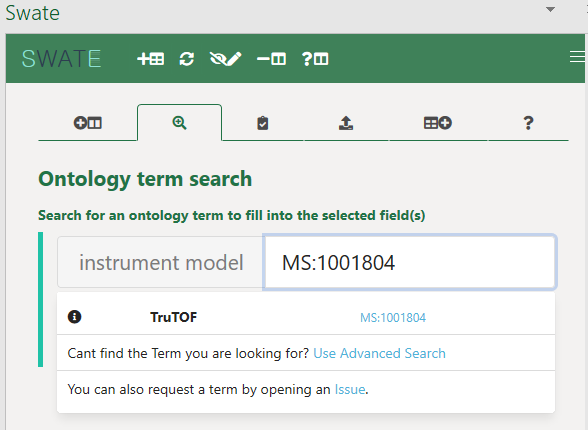 Swate
SWATE
Ontology term search
Search for an ontology term to fill into the selected field(s)
instrument model MS:1001804
TruTOF MS:1001804
Cant find the Term you are looking for? Use Advanced Search
You can also request a term by opening an Issue.